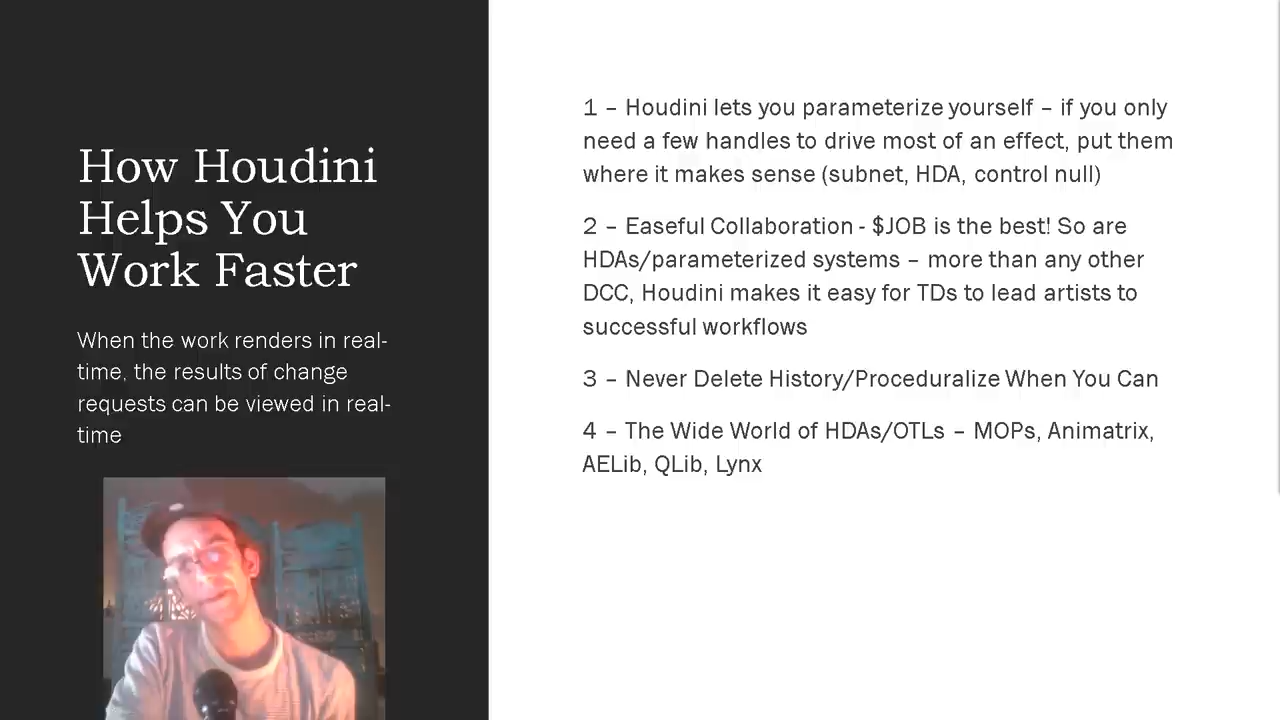 How Houdini
Helps You
Work Faster
When the work renders in real-
time, the results of change
requests can be viewed in real-
time
1 – Houdini lets you parameterize yourself – if you only
need a few handles to drive most of an effect, put them
where it makes sense (subnet, HDA, control null)
2 – Easeful Collaboration - $JOB is the best! So are
HDAs/parameterized systems – more than any other
DCC, Houdini makes it easy for TDs to lead artists to
successful workflows
3 – Never Delete History/Proceduralize When You Can
4 – The Wide World of HDAs/OTLs – MOPs, Animatrix,
AELib, QLib, Lynx